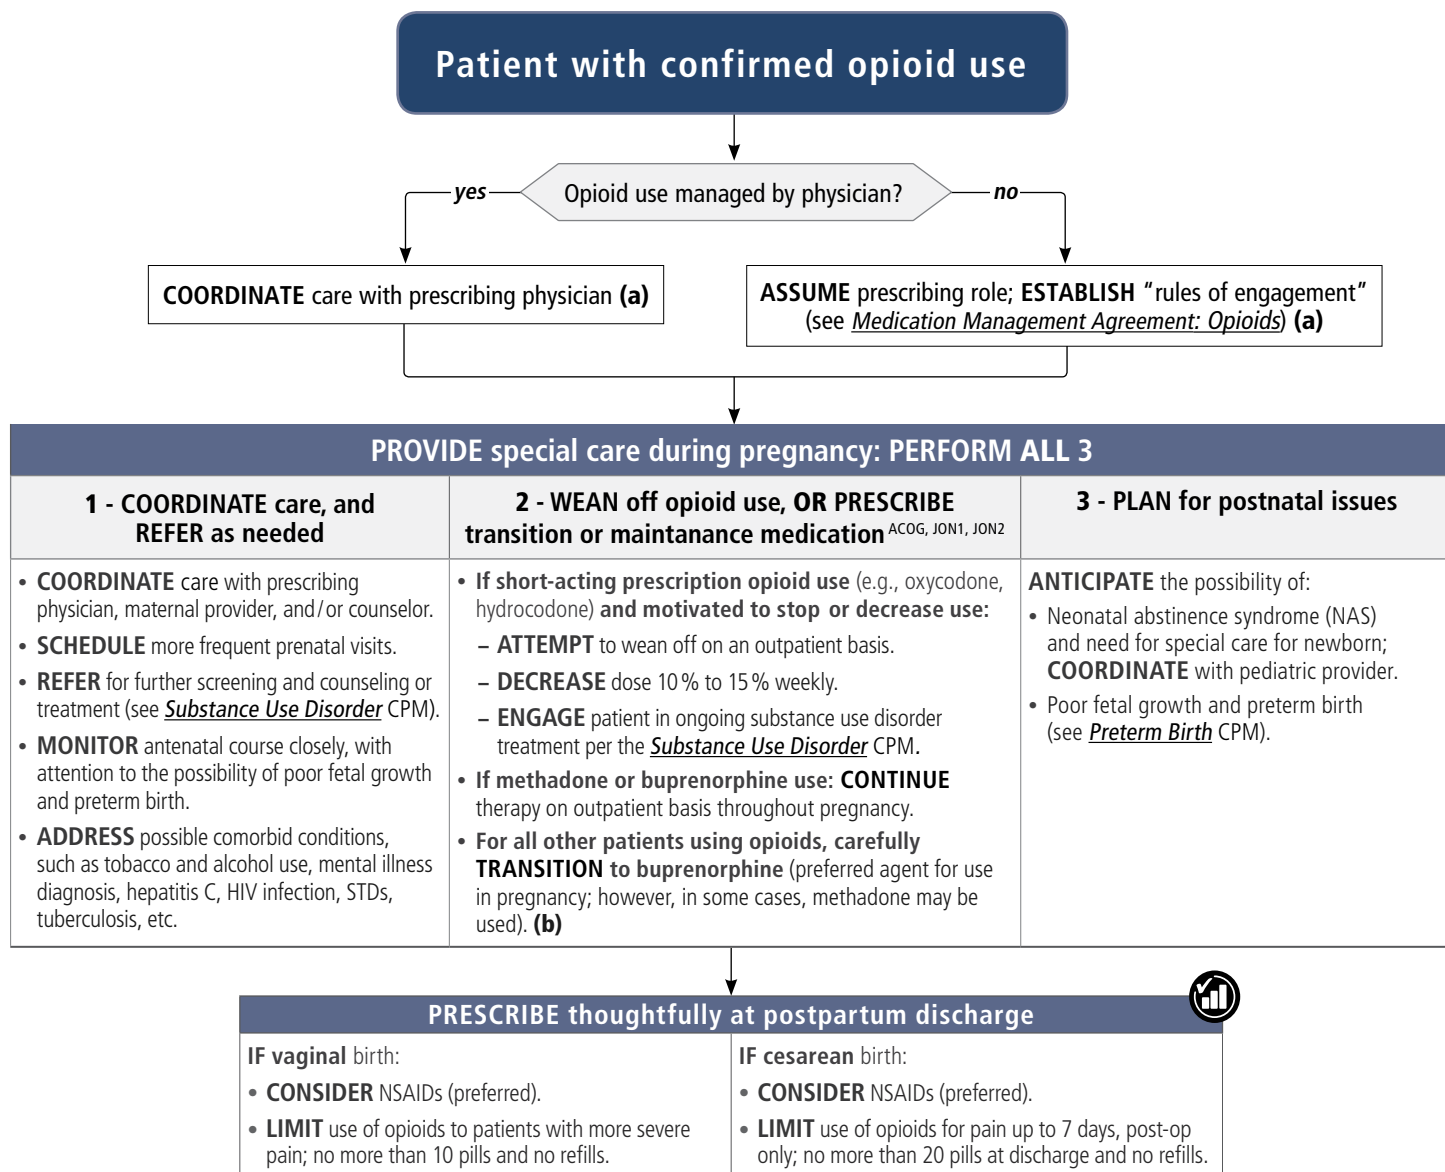 Patient with confirmed opioid use
Opioid use managed by physician?
yes
no
COORDINATE care with prescribing physician (a)
ASSUME prescribing role; ESTABLISH "rules of engagement"
(see Medication Management Agreement: Opioids) (a)
PROVIDE special care during pregnancy: PERFORM ALL 3
1 - COORDINATE care, and
REFER as needed
• COORDINATE care with prescribing
physician, maternal provider, and/or counselor.
• SCHEDULE more frequent prenatal visits.
• REFER for further screening and counseling or
treatment (see Substance Use Disorder CPM).
• MONITOR antenatal course closely, with
attention to the possibility of poor fetal growth
and preterm birth.
• ADDRESS possible comorbid conditions,
such as tobacco and alcohol use, mental illness
diagnosis, hepatitis C, HIV infection, STDs,
tuberculosis, etc.
2 - WEAN off opioid use, OR PRESCRIBE
transition or maintanance medication ACOG, JON1, JON2
• If short-acting prescription opioid use (e.g., oxycodone,
hydrocodone) and motivated to stop or decrease use:
– ATTEMPT to wean off on an outpatient basis.
– DECREASE dose 10% to 15% weekly.
– ENGAGE patient in ongoing substance use disorder
treatment per the Substance Use Disorder CPM.
• If methadone or buprenorphine use: CONTINUE
therapy on outpatient basis throughout pregnancy.
• For all other patients using opioids, carefully
TRANSITION to buprenorphine (preferred agent for use
in pregnancy; however, in some cases, methadone may be
used). (b)
3 - PLAN for postnatal issues
ANTICIPATE the possibility of:
• Neonatal abstinence syndrome (NAS)
and need for special care for newborn;
COORDINATE with pediatric provider.
• Poor fetal growth and preterm birth
(see Preterm Birth CPM).
PRESCRIBE thoughtfully at postpartum discharge
IF vaginal birth:
• CONSIDER NSAIDs (preferred).
• LIMIT use of opioids to patients with more severe
pain; no more than 10 pills and no refills.
IF cesarean birth:
• CONSIDER NSAIDs (preferred).
• LIMIT use of opioids for pain up to 7 days, post-op
only; no more than 20 pills at discharge and no refills.